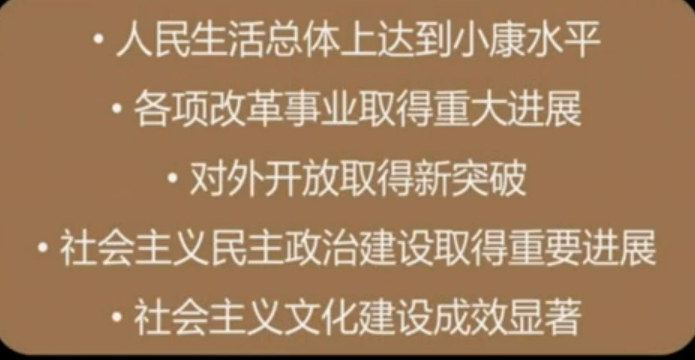 • 人民生活总体上达到小康水平
• 各项改革事业取得重大进展
• 对外开放取得新突破
• 社会主义民主政治建设取得重要进展
• 社会主义文化建设成效显著